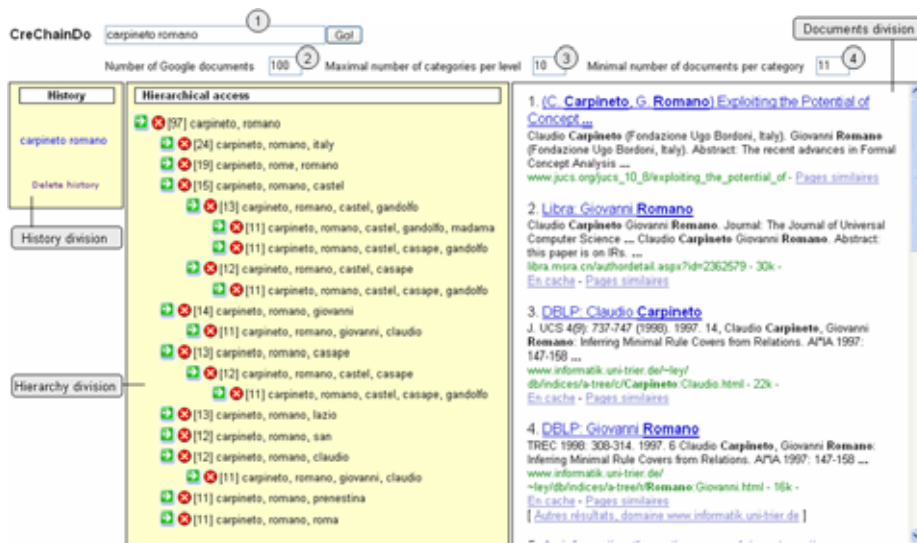 1
Documents division
CreChainDo carpineto romano Go!
2 3 4
Number of Google documents 100 Maximal number of categories per level 10 Minimal number of documents per category 11
History
carpineto romano
Delete history
History division
Hierarchy division
Hierarchical access
[97] carpineto, romano
[24] carpineto, romano, italy
[19] carpineto, rome, romano
[15] carpineto, romano, castel
[13] carpineto, romano, castel, gandolfo
[11] carpineto, romano, castel, gandolfo, madama
[11] carpineto, romano, castel, casape, gandolfo
[12] carpineto, romano, castel, casape
[11] carpineto, romano, castel, casape, gandolfo
[14] carpineto, romano, giovanni
[11] carpineto, romano, giovanni, claudio
[13] carpineto, romano, casape
[12] carpineto, romano, castel, casape
[11] carpineto, romano, castel, casape, gandolfo
[13] carpineto, romano, lazio
[12] carpineto, romano, san
[12] carpineto, romano, claudio
[11] carpineto, romano, giovanni, claudio
[11] carpineto, romano, prenestina
[11] carpineto, romano, roma
1. (C. Carpineto, G. Romano) Exploiting the Potential of
Concept ...
Claudio Carpineto (Fondazione Ugo Bordoni, Italy). Giovanni Romano
(Fondazione Ugo Bordoni, Italy). Abstract: The recent advances in Formal
Concept Analysis ...
www.jucs.org/jucs_10_8/exploiting_the_potential_of - Pages similaires
2. Libra: Giovanni Romano
Claudio Carpineto Giovanni Romano. Journal: The Journal of Universal
Computer Science ... Claudio Carpineto Giovanni Romano. Abstract:
this paper is on IRs. ...
libra.msra.cn/authordetail.aspx?id=2362579 - 30k -
En cache - Pages similaires
3. DBLP: Claudio Carpineto
J. UCS 4(9): 737-747 (1998). 1997. 14, Claudio Carpineto, Giovanni
Romano: Inferring Minimal Rule Covers from Relations. AI*IA 1997:
147-158 ...
www.informatik.uni-trier.de/~ley/
db/indices/a-tree/c/Carpineto:Claudio.html - 22k -
En cache - Pages similaires
4. DBLP: Giovanni Romano
TREC 1998: 308-314. 1997. 6 Claudio Carpineto, Giovanni Romano:
Inferring Minimal Rule Covers from Relations. AI*IA 1997: 147-158 ...
www.informatik.uni-trier.de/
~ley/db/indices/a-tree/r/Romano:Giovanni.html - 16k -
En cache - Pages similaires
[ Autres résultats, domaine www.informatik.uni-trier.de ]